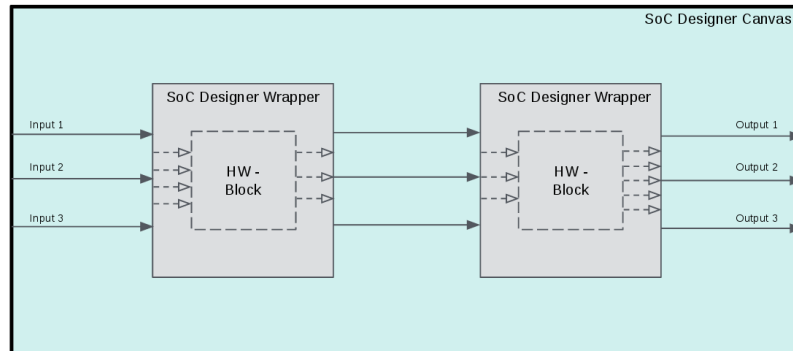 SoC Designer Canvas
SoC Designer Wrapper
SoC Designer Wrapper
Input 1
Input 2
Input 3
HW -
Block
HW -
Block
Output 1
Output 2
Output 3